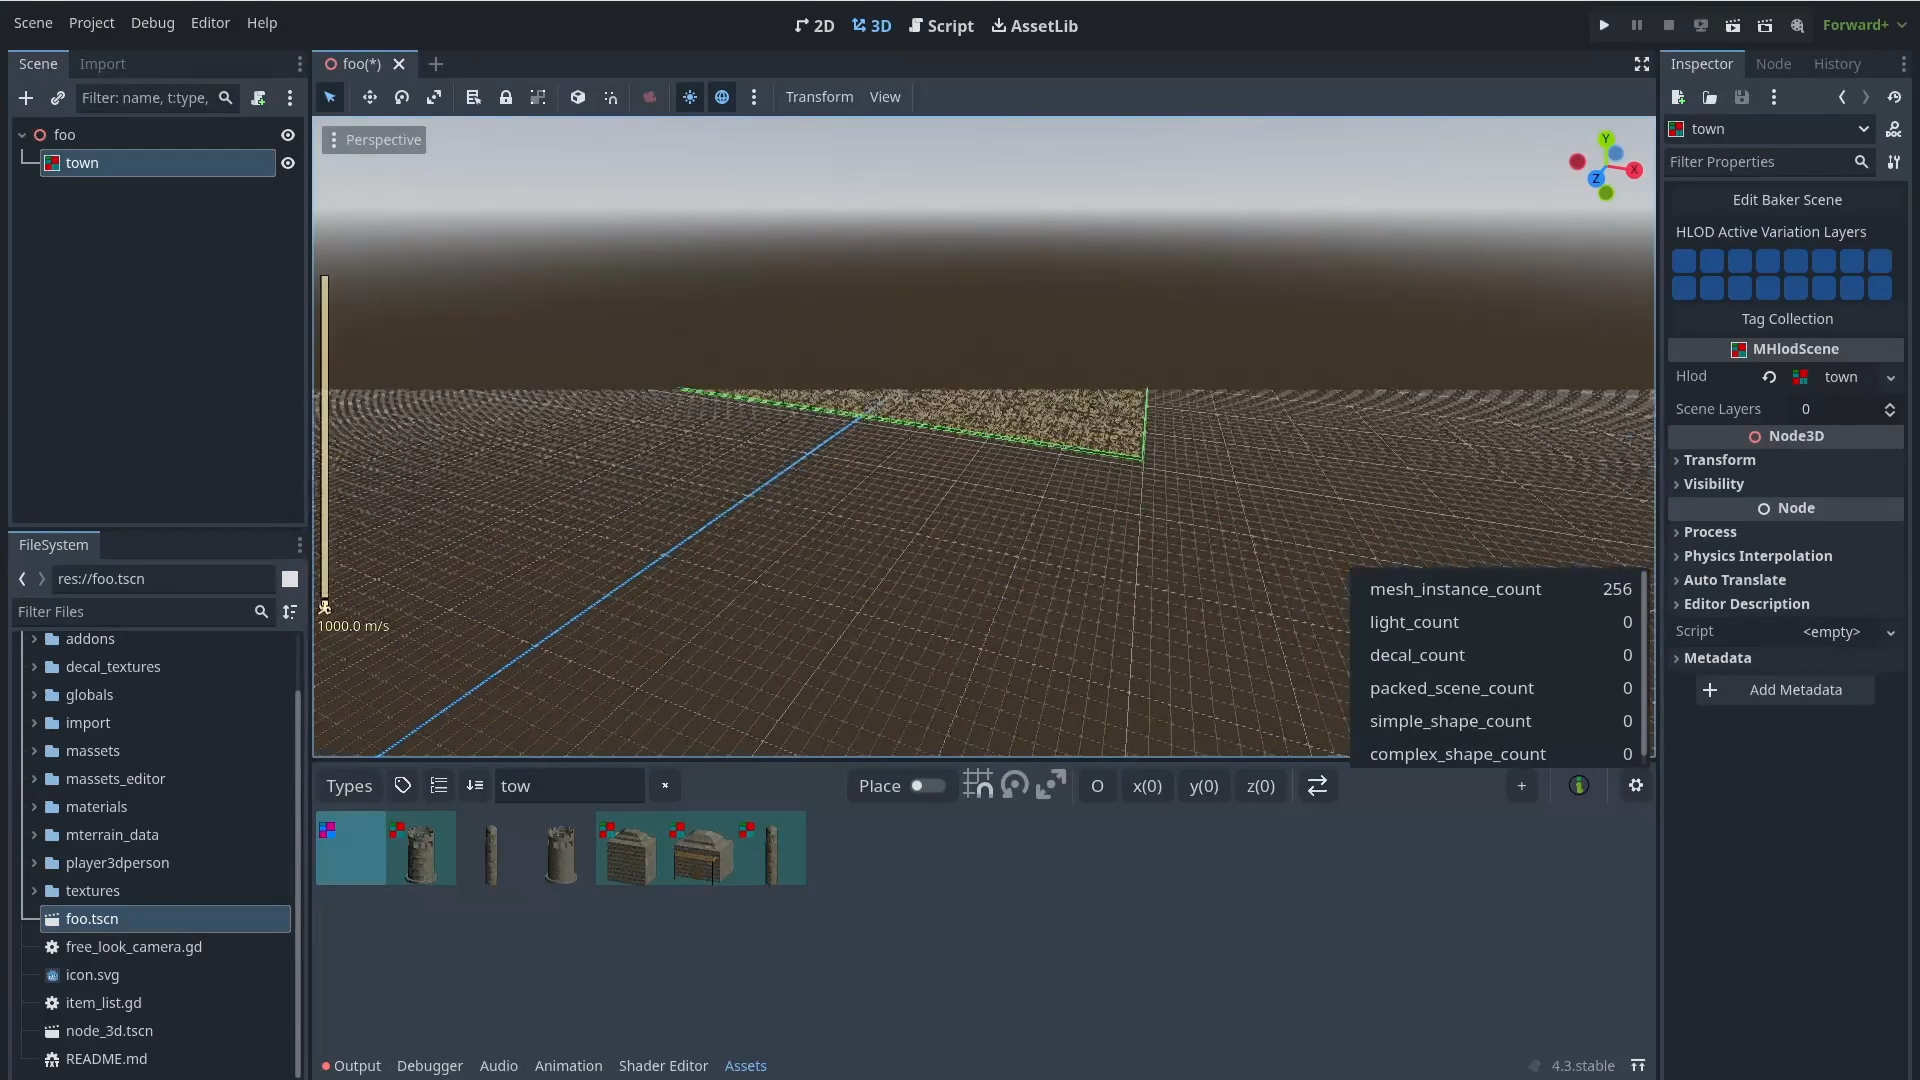 Scene Project Debug Editor Help
2D 3D Script AssetLib
Forward+
Scene Import
Filter: name, t:type,
foo
town
foo(*)
Transform View
Perspective
Y
X
Z
1000.0 m/s
mesh_instance_count 256
light_count 0
decal_count 0
packed_scene_count 0
simple_shape_count 0
complex_shape_count 0
FileSystem
res://foo.tscn
Filter Files
addons
decal_textures
globals
import
massets
massets_editor
materials
mterrain_data
player3dperson
textures
foo.tscn
free_look_camera.gd
icon.svg
item_list.gd
node_3d.tscn
README.md
Types tow Place O x(0) y(0) z(0) +
Output Debugger Audio Animation Shader Editor Assets
4.3.stable
Inspector Node History
town
Filter Properties
Edit Baker Scene
HLOD Active Variation Layers
Tag Collection
MHlodScene
Hlod town
Scene Layers 0
Node3D
Transform
Visibility
Node
Process
Physics Interpolation
Auto Translate
Editor Description
Script <empty>
Metadata
Add Metadata